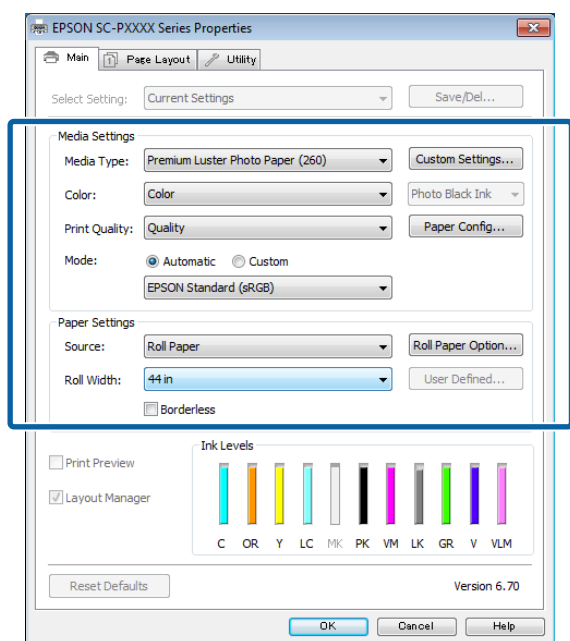 EPSON SC-PXXXX Series Properties
Main Page Layout Utility
Select Setting: Current Settings Save/Del...
Media Settings
Media Type: Premium Luster Photo Paper (260) Custom Settings...
Color: Color Photo Black Ink
Print Quality: Quality Paper Config...
Mode: Automatic Custom
EPSON Standard (sRGB)
Paper Settings
Source: Roll Paper Roll Paper Option...
Roll Width: 44 in User Defined...
Borderless
Ink Levels
Print Preview
Layout Manager
C OR Y LC MK PK VM LK GR V VLM
Reset Defaults Version 6.70
OK Cancel Help